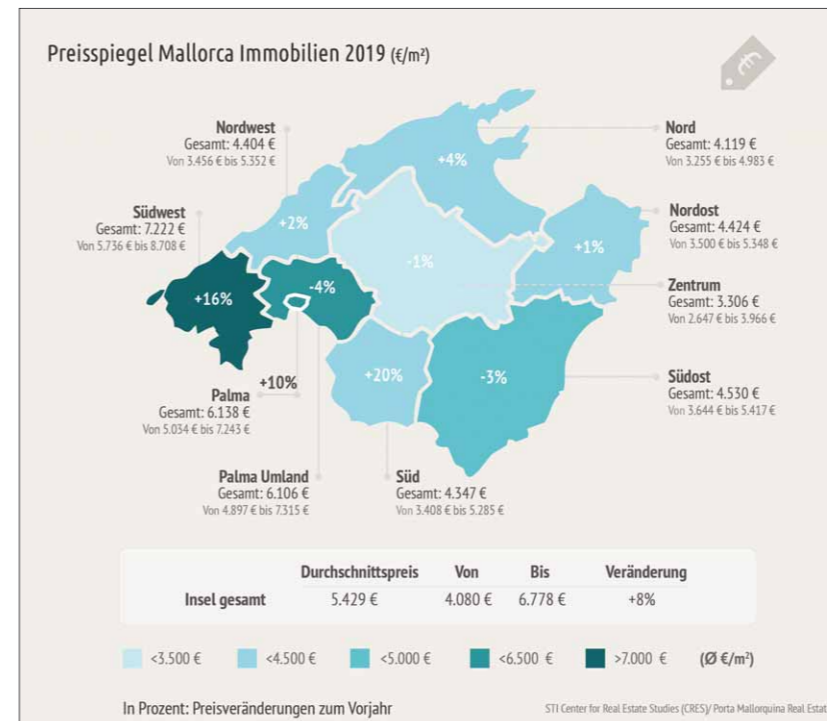 Preisspiegel Mallorca Immobilien 2019 (€/m²)
€
Nordwest
Gesamt: 4.404 €
Von 3.456 € bis 5.352 €
Nord
Gesamt: 4.119 €
Von 3.255 € bis 4.983 €
+4%
Südwest
Gesamt: 7.222 €
Von 5.736 € bis 8.708 €
+2%
Nordost
Gesamt: 4.424 €
Von 3.500 € bis 5.348 €
+1%
-1%
+16%
-4%
Zentrum
Gesamt: 3.306 €
Von 2.647 € bis 3.966 €
+10%
+20%
-3%
Südost
Gesamt: 4.530 €
Von 3.644 € bis 5.417 €
Palma
Gesamt: 6.138 €
Von 5.034 € bis 7.243 €
Palma Umland
Gesamt: 6.106 €
Von 4.897 € bis 7.315 €
Süd
Gesamt: 4.347 €
Von 3.408 € bis 5.285 €
Durchschnittspreis Von Bis Veränderung
Insel gesamt 5.429 € 4.080 € 6.778 € +8%
<3.500 € <4.500 € <5.000 € <6.500 € >7.000 € (Ø €/m²)
In Prozent: Preisveränderungen zum Vorjahr
STI Center for Real Estate Studies (CRES)/ Porta Mallorquina Real Estat